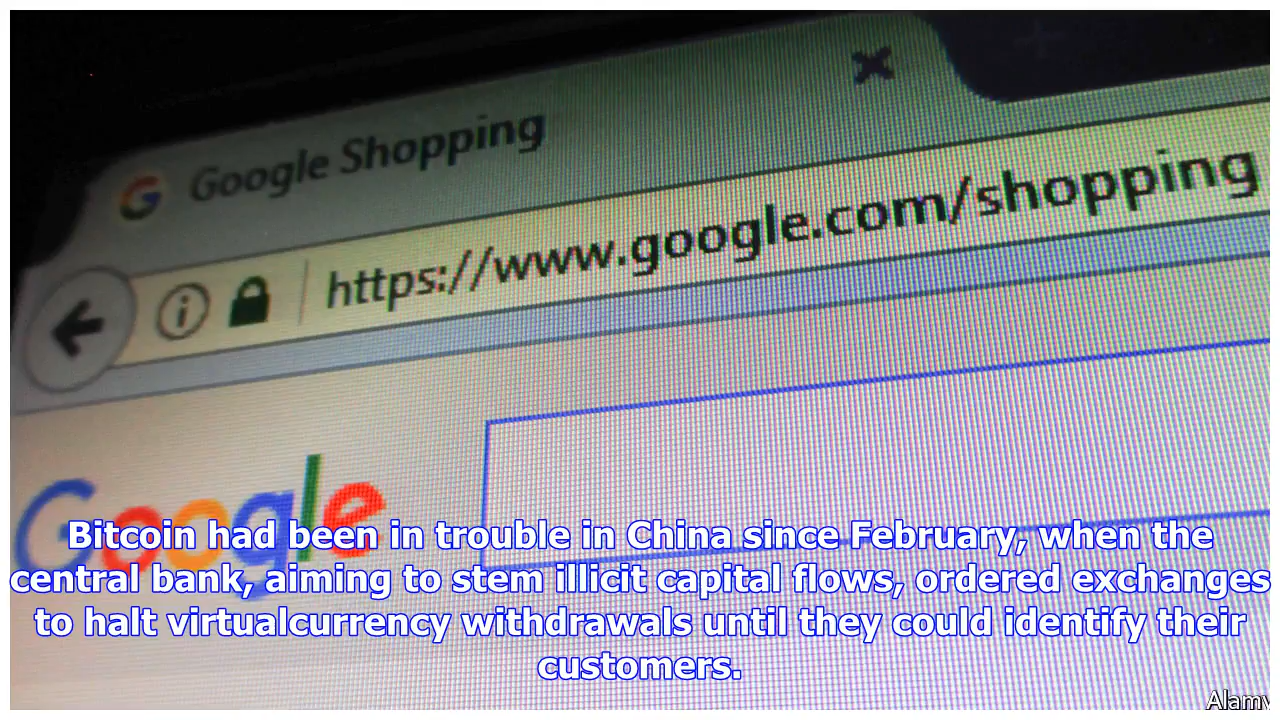 Google Shopping
https://www.google.com/shopping
Google
Bitcoin had been in trouble in China since February, when the
central bank, aiming to stem illicit capital flows, ordered exchanges
to halt virtualcurrency withdrawals until they could identify their
customers.
Alamy